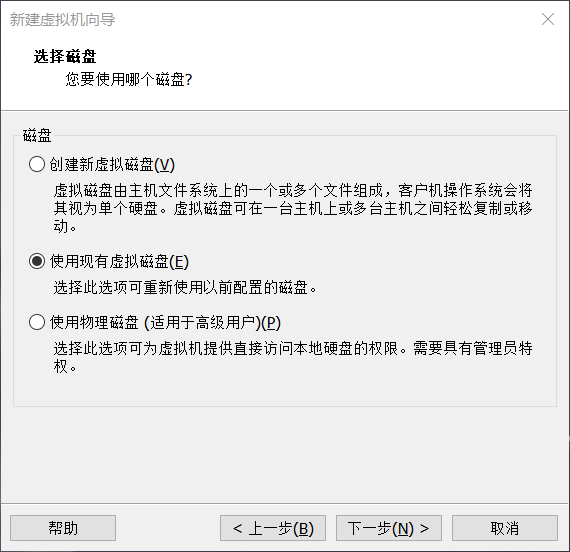 新建虚拟机向导
选择磁盘
您要使用哪个磁盘?
磁盘
创建新虚拟磁盘(V)
虚拟磁盘由主机文件系统上的一个或多个文件组成，客户机操作系统会将
其视为单个硬盘。虚拟磁盘可在一台主机上或多台主机之间轻松复制或移
动。
使用现有虚拟磁盘(E)
选择此选项可重新使用以前配置的磁盘。
使用物理磁盘 (适用于高级用户)(P)
选择此选项可为虚拟机提供直接访问本地硬盘的权限。需要具有管理员特
权。
帮助
< 上一步(B)
下一步(N) >
取消